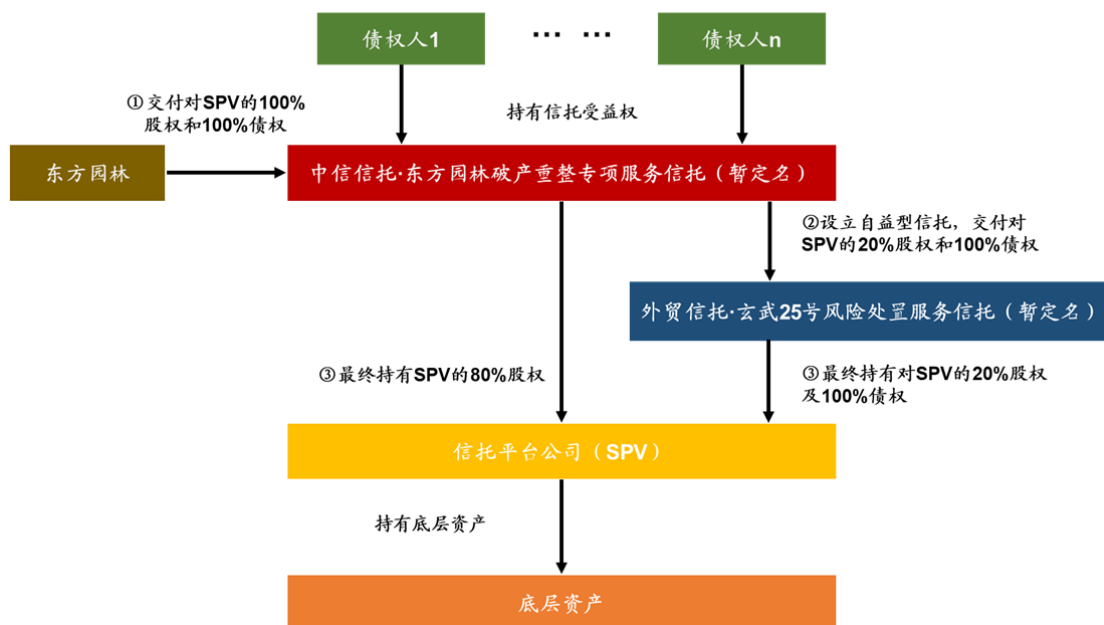 债权人1
… …
债权人n
①交付对SPV的100%
股权和100%债权
持有信托受益权
东方园林
中信信托·东方园林破产重整专项服务信托（暂定名）
②设立自益型信托，交付对
SPV的20%股权和100%债权
外贸信托·玄武25号风险处置服务信托（暂定名）
③最终持有SPV的80%股权
③最终持有对SPV的20%股权
及100%债权
信托平台公司（SPV）
持有底层资产
底层资产